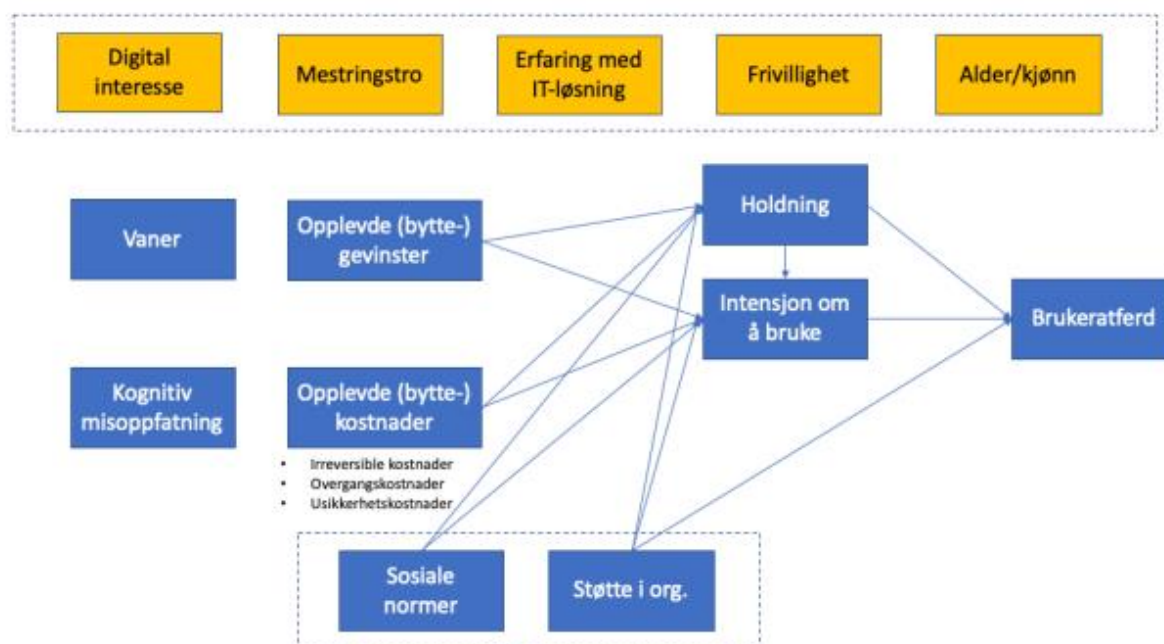 Digital
interesse
Mestringstro
Erfaring med
IT-løsning
Frivillighet
Alder/kjønn
Vaner
Opplevde (bytte-)
gevinster
Holdning
Intensjon om
å bruke
Brukeratferd
Kognitiv
misoppfatning
Opplevde (bytte-)
kostnader
• Irreversible kostnader
• Overgangskostnader
• Usikkerhetskostnader
Sosiale
normer
Støtte i org.